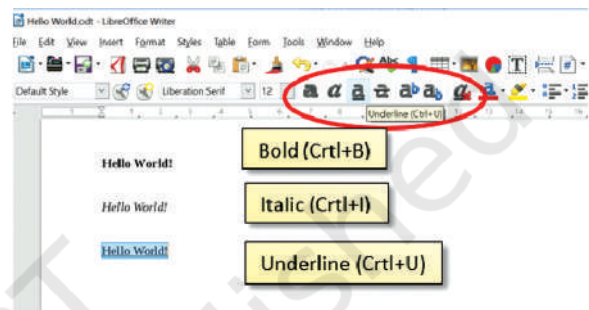 Hello World.odt - LibreOffice Writer
File Edit View Insert Format Styles Table Form Tools Window Help
Default Style Liberation Serif 12
Underline (Ctrl+U)
Hello World!
Bold (Crtl+B)
Hello World!
Italic (Crtl+I)
Hello World!
Underline (Crtl+U)